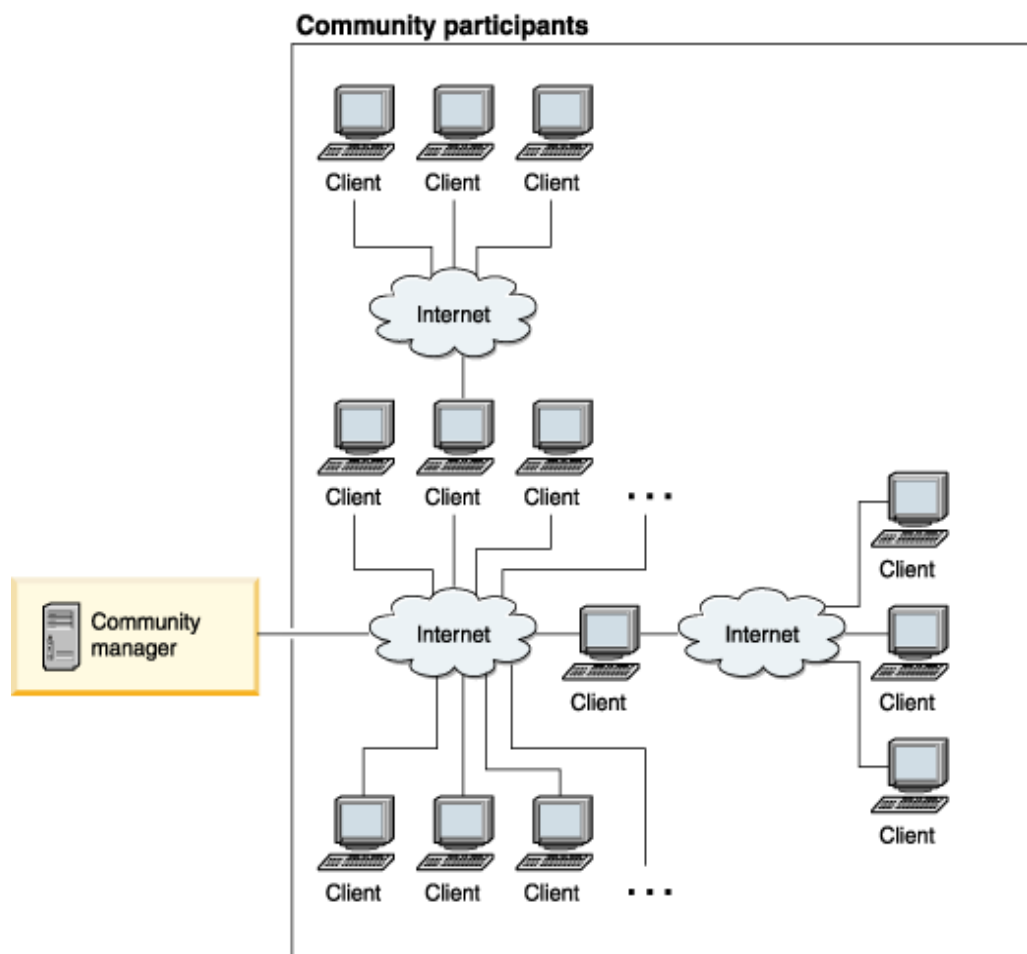 Community participants
Client Client Client
Internet
Client Client Client ...
Client
Community
manager
Internet
Internet
Client
Client
Client
Client Client Client ...